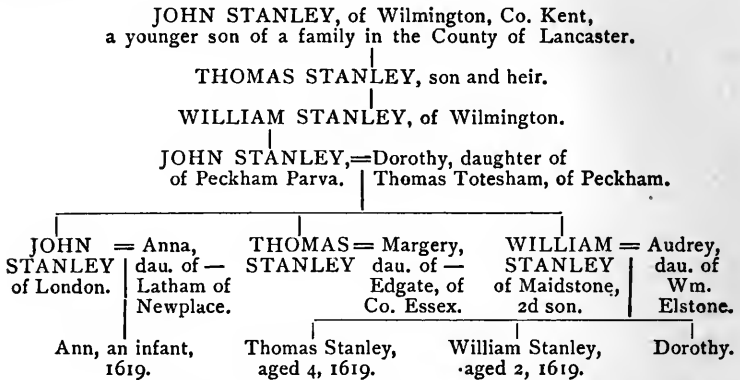 JOHN STANLEY, of Wilmington, Co. Kent,
a younger son of a family in the County of Lancaster.
THOMAS STANLEY, son and heir.
WILLIAM STANLEY, of Wilmington.
JOHN STANLEY,=Dorothy, daughter of
of Peckham Parva. Thomas Totesham, of Peckham.
JOHN = Anna,
STANLEY dau. of —
of London. Latham of
Newplace.
THOMAS = Margery,
STANLEY dau. of —
Edgate, of
Co. Essex.
WILLIAM = Audrey,
STANLEY dau. of
of Maidstone, Wm.
2d son. Elstone.
Ann, an infant,
1619.
Thomas Stanley,
aged 4, 1619.
William Stanley,
aged 2, 1619.
Dorothy.